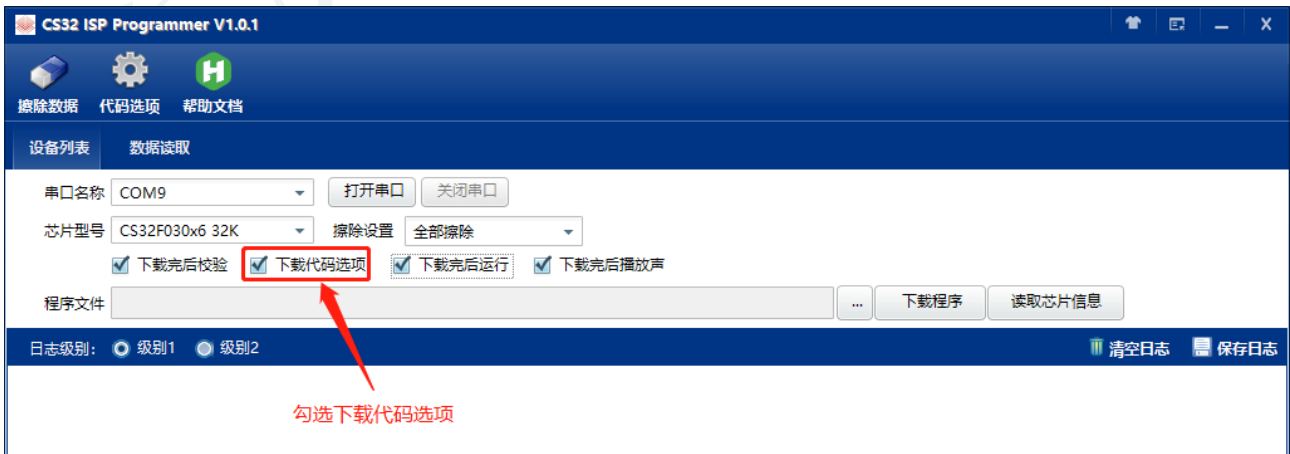 CS32 ISP Programmer V1.0.1
擦除数据 代码选项 帮助文档
设备列表 数据读取
串口名称 COM9 打开串口 关闭串口
芯片型号 CS32F030x6 32K 擦除设置 全部擦除
下载完后校验 下载代码选项 下载完后运行 下载完后播放声
程序文件 ... 下载程序 读取芯片信息
日志级别: 级别1 级别2 清空日志 保存日志
勾选下载代码选项